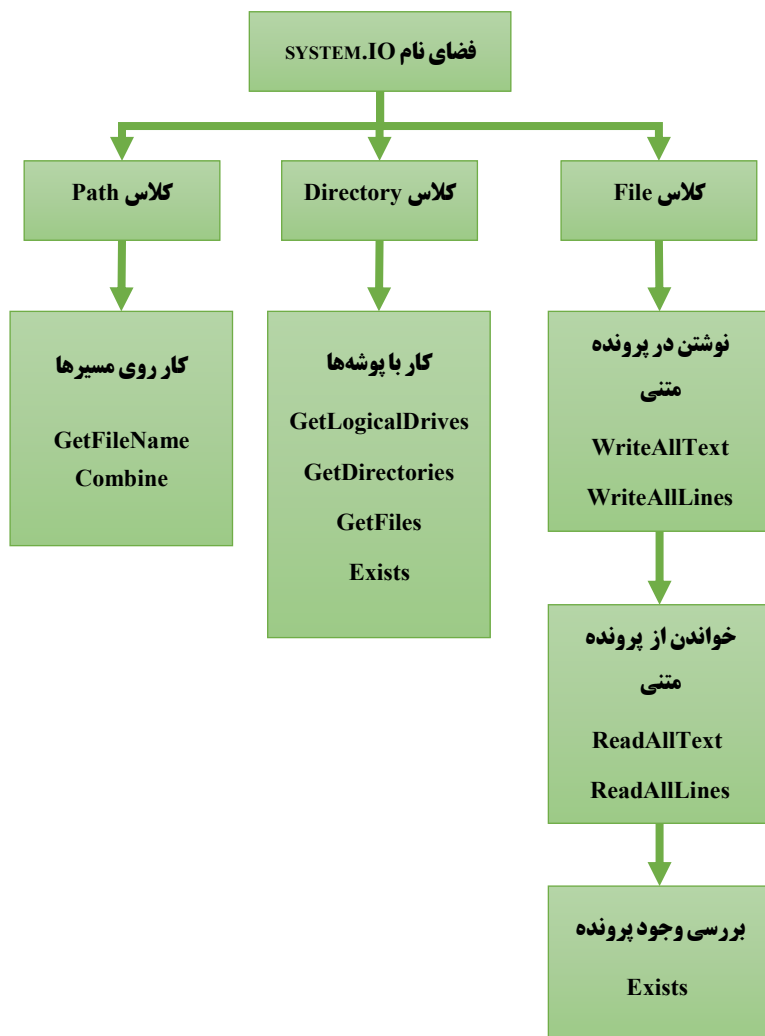 فضای نام SYSTEM.IO
کلاس File
کلاس Directory
کلاس Path
نوشتن در پرونده
متنی
WriteAllText
WriteAllLines
خواندن از پرونده
متنی
ReadAllText
ReadAllLines
بررسی وجود پرونده
Exists
کار با پوشه‌ها
GetLogicalDrives
GetDirectories
GetFiles
Exists
کار روی مسیرها
GetFileName
Combine